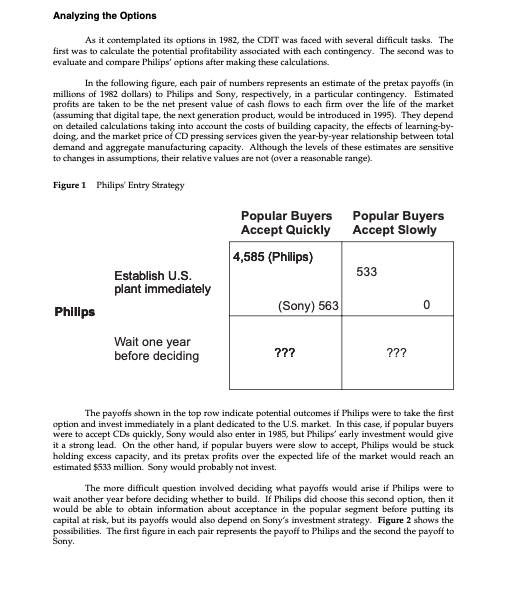 Analyzing the Options
As it contemplated its options in 1982, the CDIT was faced with several difficult tasks. The
first was to calculate the potential profitability associated with each contingency. The second was to
evaluate and compare Philips' options after making these calculations.
In the following figure, each pair of numbers represents an estimate of the pretax payoffs (in
millions of 1982 dollars) to Philips and Sony, respectively, in a particular contingency. Estimated
profits are taken to be the net present value of cash flows to each firm over the life of the market
(assuming that digital tape, the next generation product, would be introduced in 1995). They depend
on detailed calculations taking into account the costs of building capacity, the effects of learning-by-
doing, and the market price of CD pressing services given the year-by-year relationship between total
demand and aggregate manufacturing capacity. Although the levels of these estimates are sensitive
to changes in assumptions, their relative values are not (over a reasonable range).
Figure 1 Philips' Entry Strategy
Popular Buyers Popular Buyers
Accept Quickly Accept Slowly
4,585 (Philips)
533
Establish U.S.
plant immediately
(Sony) 563 0
Philips
Wait one year
before deciding
??? ???
The payoffs shown in the top row indicate potential outcomes if Philips were to take the first
option and invest immediately in a plant dedicated to the U.S. market. In this case, if popular buyers
were to accept CDs quickly, Sony would also enter in 1985, but Philips' early investment would give
it a strong lead. On the other hand, if popular buyers were slow to accept, Philips would be stuck
holding excess capacity, and its pretax profits over the expected life of the market would reach an
estimated $533 million. Sony would probably not invest.
The more difficult question involved deciding what payoffs would arise if Philips were to
wait another year before deciding whether to build. If Philips did choose this second option, then it
would be able to obtain information about acceptance in the popular segment before putting its
capital at risk, but its payoffs would also depend on Sony's investment strategy. Figure 2 shows the
possibilities. The first figure in each pair represents the payoff to Philips and the second the payoff to
Sony.